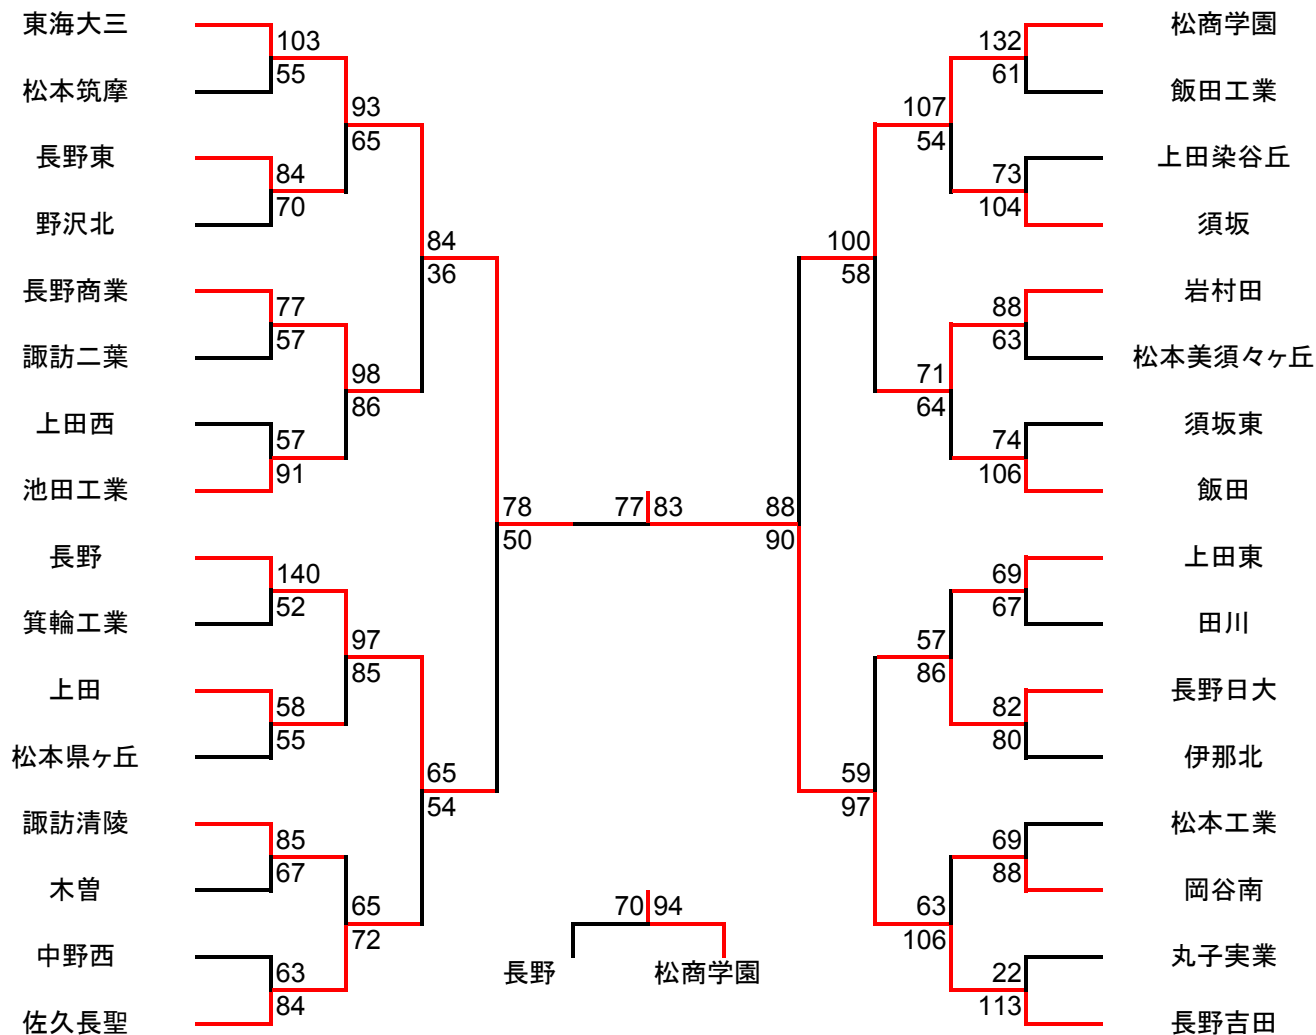 東海大三
103
55
松本筑摩
93
65
長野東
84
70
野沢北
84
36
長野商業
77
57
諏訪二葉
98
86
上田西
57
91
池田工業
78
50
長野
140
52
箕輪工業
97
85
上田
58
55
松本県ヶ丘
65
54
諏訪清陵
85
67
木曽
65
72
中野西
63
84
佐久長聖
77 83
70 94
長野 松商学園
松商学園
132
61
飯田工業
107
54
上田染谷丘
73
104
須坂
100
58
岩村田
88
63
松本美須々ヶ丘
71
64
須坂東
74
106
飯田
88
90
上田東
69
67
田川
57
86
長野日大
82
80
伊那北
59
97
松本工業
69
88
岡谷南
63
106
丸子実業
22
113
長野吉田